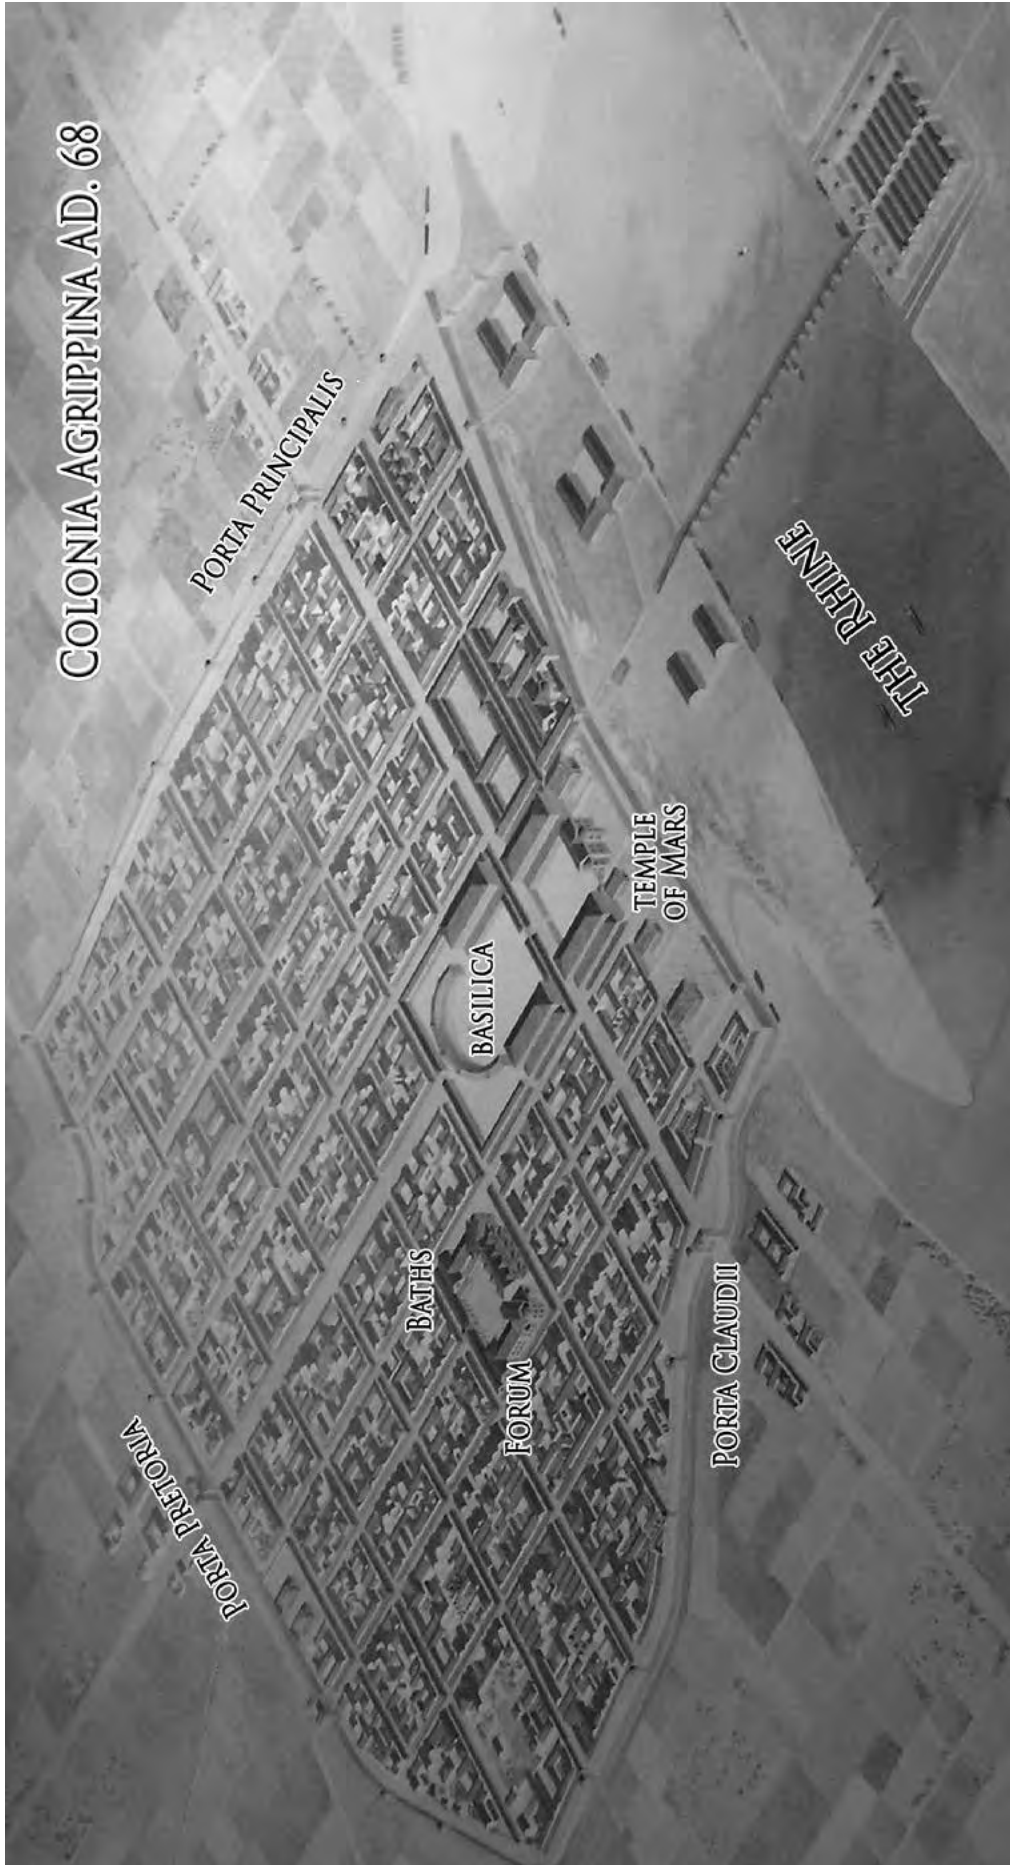 COLONIA AGRIPPINA AD. 68
PORTA PRETORIA
PORTA PRINCIPALIS
BATHS
BASILICA
FORUM
TEMPLE
OF MARS
PORTA CLAUDII
THE RHINE